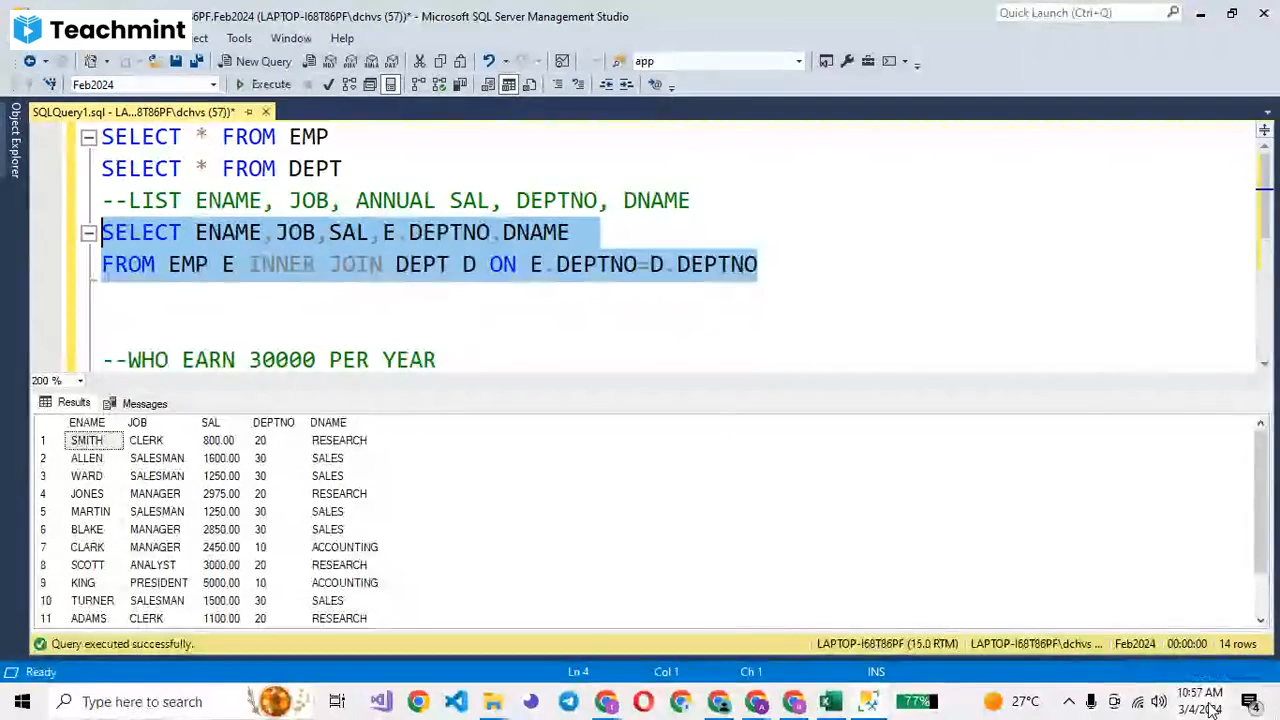 Teachmint
PF.Feb2024 (LAPTOP-I68T86PF\dchvs (57))* - Microsoft SQL Server Management Studio
Quick Launch (Ctrl+Q)
Tools Window Help
New Query
app
Feb2024
Execute
SQLQuery1.sql - LA...8T86PF\dchvs (57))*
Object Explorer
SELECT * FROM EMP
SELECT * FROM DEPT
--LIST ENAME, JOB, ANNUAL SAL, DEPTNO, DNAME
SELECT ENAME,JOB,SAL,E.DEPTNO,DNAME
FROM EMP E INNER JOIN DEPT D ON E.DEPTNO=D.DEPTNO
--WHO EARN 30000 PER YEAR
200 %
Results Messages
ENAME JOB SAL DEPTNO DNAME
1 SMITH CLERK 800.00 20 RESEARCH
2 ALLEN SALESMAN 1600.00 30 SALES
3 WARD SALESMAN 1250.00 30 SALES
4 JONES MANAGER 2975.00 20 RESEARCH
5 MARTIN SALESMAN 1250.00 30 SALES
6 BLAKE MANAGER 2850.00 30 SALES
7 CLARK MANAGER 2450.00 10 ACCOUNTING
8 SCOTT ANALYST 3000.00 20 RESEARCH
9 KING PRESIDENT 5000.00 10 ACCOUNTING
10 TURNER SALESMAN 1500.00 30 SALES
11 ADAMS CLERK 1100.00 20 RESEARCH
Query executed successfully. LAPTOP-I68T86PF (15.0 RTM) LAPTOP-I68T86PF\dchvs ... Feb2024 00:00:00 14 rows
Ready Ln 4 Col 1 Ch 1 INS
Type here to search
77%
27°C
10:57 AM
3/4/2024
4